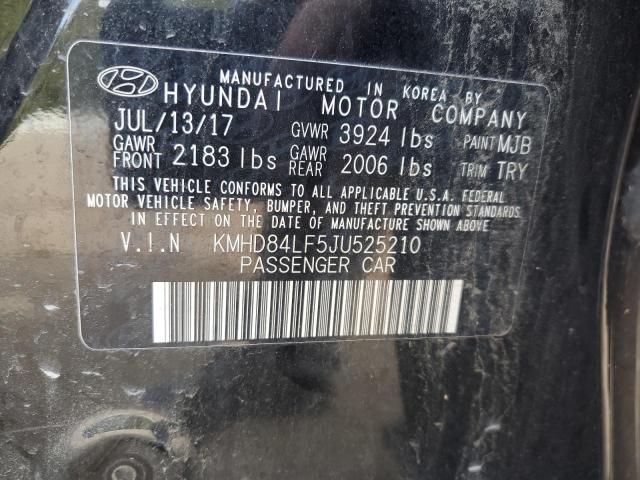 MANUFACTURED IN KOREA BY
HYUNDAI MOTOR COMPANY
JUL/13/17 GVWR 3924 lbs PAINT MJB
GAWR FRONT 2183 lbs GAWR REAR 2006 lbs TRIM TRY
THIS VEHICLE CONFORMS TO ALL APPLICABLE U.S.A. FEDERAL
MOTOR VEHICLE SAFETY, BUMPER, AND THEFT PREVENTION STANDARDS
IN EFFECT ON THE DATE OF MANUFACTURE SHOWN ABOVE.
V.I.N KMHD84LF5JU525210
PASSENGER CAR